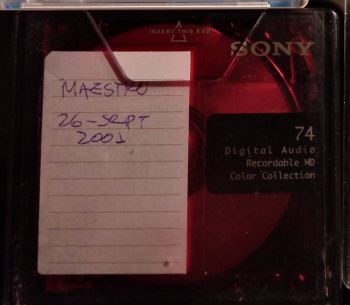 INSERT THIS END
SONY
MAESTRO
26-SEPT
2001
74
Digital Audio
Recordable MD
Color Collection